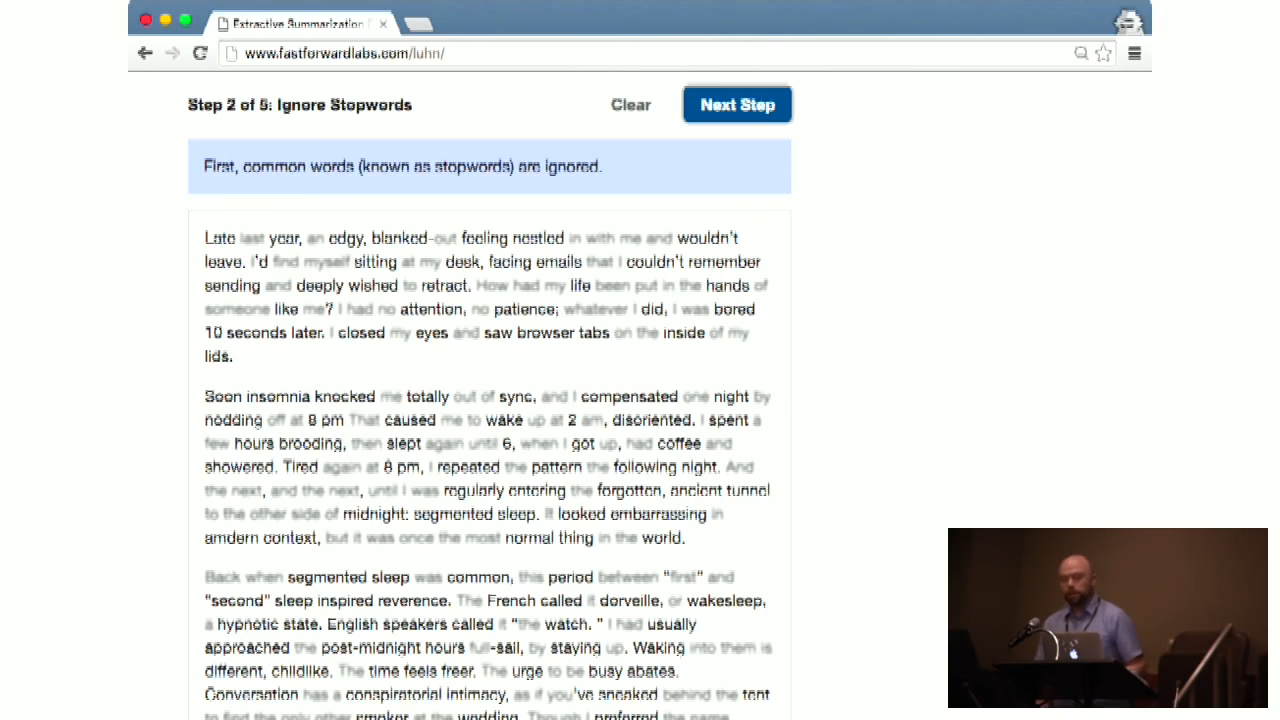 Extractive Summarization
www.fastforwardlabs.com/luhn/
Step 2 of 5: Ignore Stopwords
Clear
Next Step
First, common words (known as stopwords) are ignored.
Late last year, an edgy, blanked-out feeling nestled in with me and wouldn't
leave. I'd find myself sitting at my desk, facing emails that I couldn't remember
sending and deeply wished to retract. How had my life been put in the hands of
someone like me? I had no attention, no patience; whatever I did, I was bored
10 seconds later. I closed my eyes and saw browser tabs on the inside of my
lids.
Soon insomnia knocked me totally out of sync, and I compensated one night by
nodding off at 8 pm That caused me to wake up at 2 am, disoriented. I spent a
few hours brooding, then slept again until 6, when I got up, had coffee and
showered. Tired again at 8 pm, I repeated the pattern the following night. And
the next, and the next, until I was regularly entering the forgotten, ancient tunnel
to the other side of midnight: segmented sleep. It looked embarrassing in
amdern context, but it was once the most normal thing in the world.
Back when segmented sleep was common, this period between "first" and
"second" sleep inspired reverence. The French called it dorveille, or wakesleep,
a hypnotic state. English speakers called it "the watch. " I had usually
approached the post-midnight hours full-sail, by staying up. Waking into them is
different, childlike. The time feels freer. The urge to be busy abates.
Conversation has a conspiratorial intimacy, as if you've sneaked behind the tent
to find the only other smoker at the wedding. Though I preferred the name